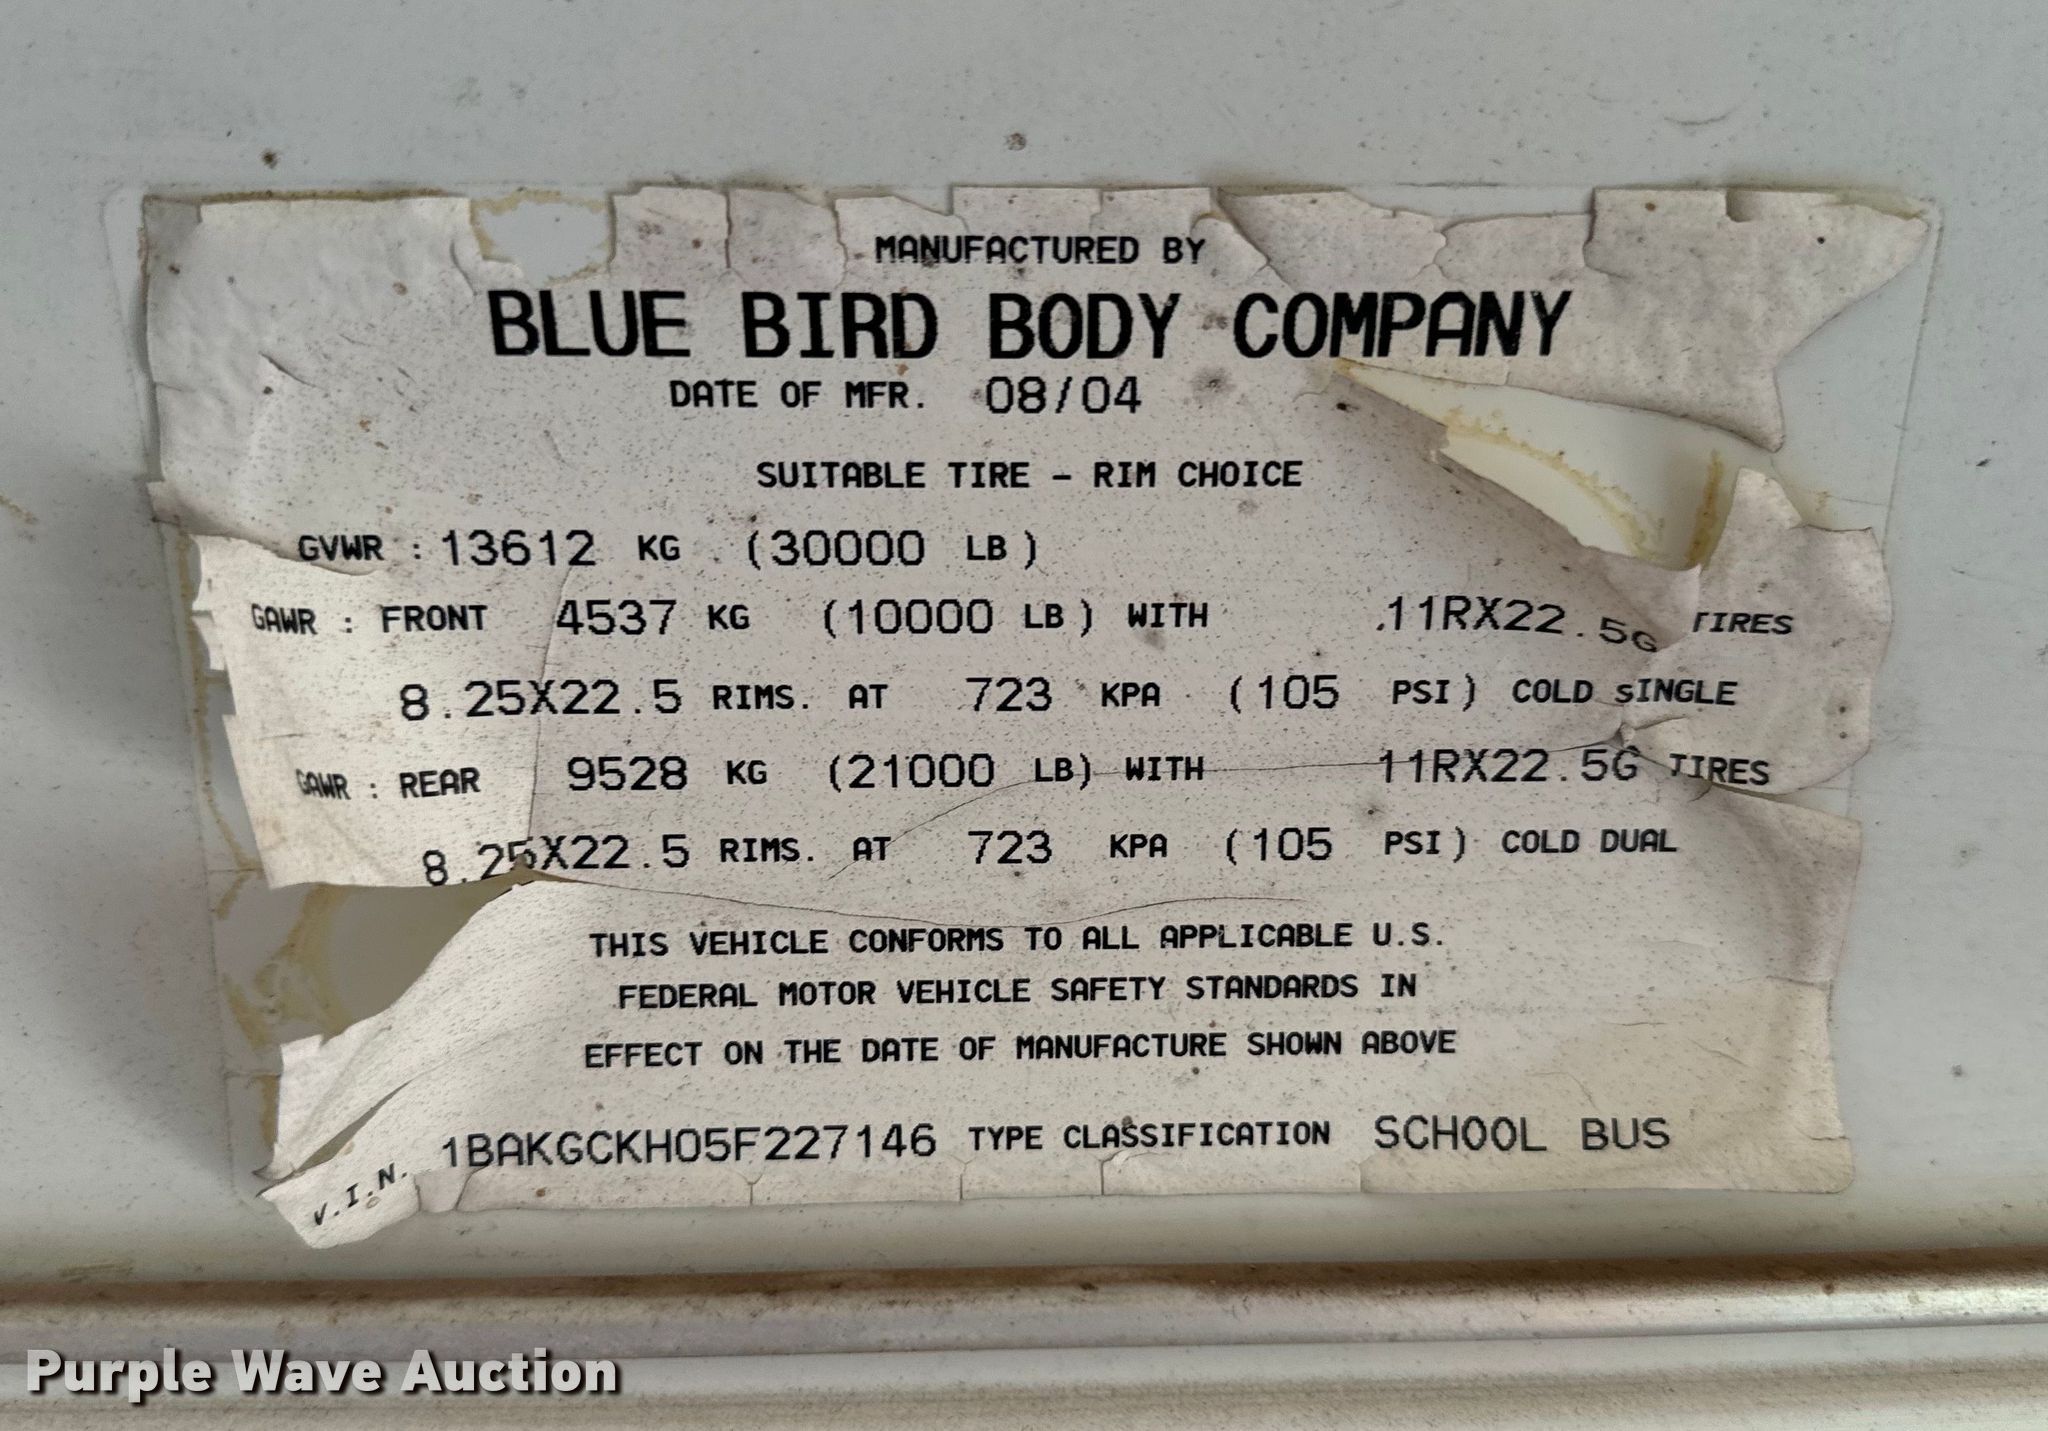 MANUFACTURED BY
BLUE BIRD BODY COMPANY
DATE OF MFR. 08/04
SUITABLE TIRE - RIM CHOICE
GVWR : 13612 KG (30000 LB)
GAWR : FRONT 4537 KG (10000 LB) WITH 11RX22.5G TIRES
8.25X22.5 RIMS. AT 723 KPA (105 PSI) COLD SINGLE
GAWR : REAR 9528 KG (21000 LB) WITH 11RX22.5G TIRES
8.25X22.5 RIMS. AT 723 KPA (105 PSI) COLD DUAL
THIS VEHICLE CONFORMS TO ALL APPLICABLE U.S.
FEDERAL MOTOR VEHICLE SAFETY STANDARDS IN
EFFECT ON THE DATE OF MANUFACTURE SHOWN ABOVE
V.I.N. 1BAKGCKH05F227146 TYPE CLASSIFICATION SCHOOL BUS
Purple Wave Auction